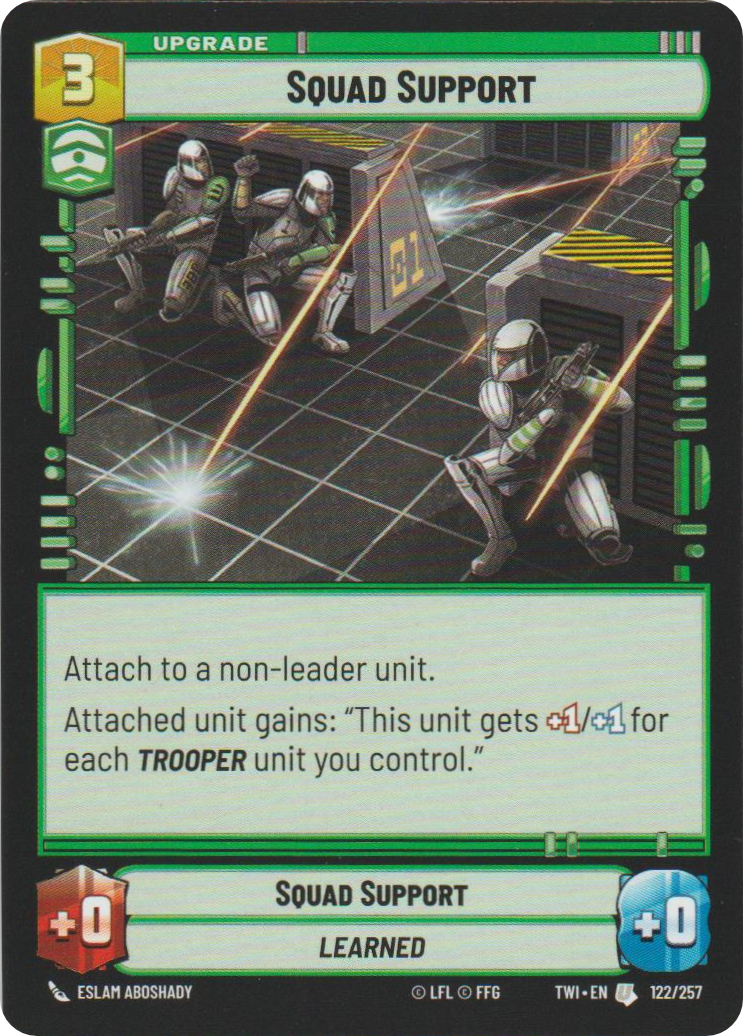 UPGRADE
3
SQUAD SUPPORT
01
Attach to a non-leader unit.
Attached unit gains: “This unit gets +1/+1 for
each TROOPER unit you control.”
+0
SQUAD SUPPORT
+0
LEARNED
ESLAM ABOSHADY
© LFL © FFG
TWI • EN
122/257